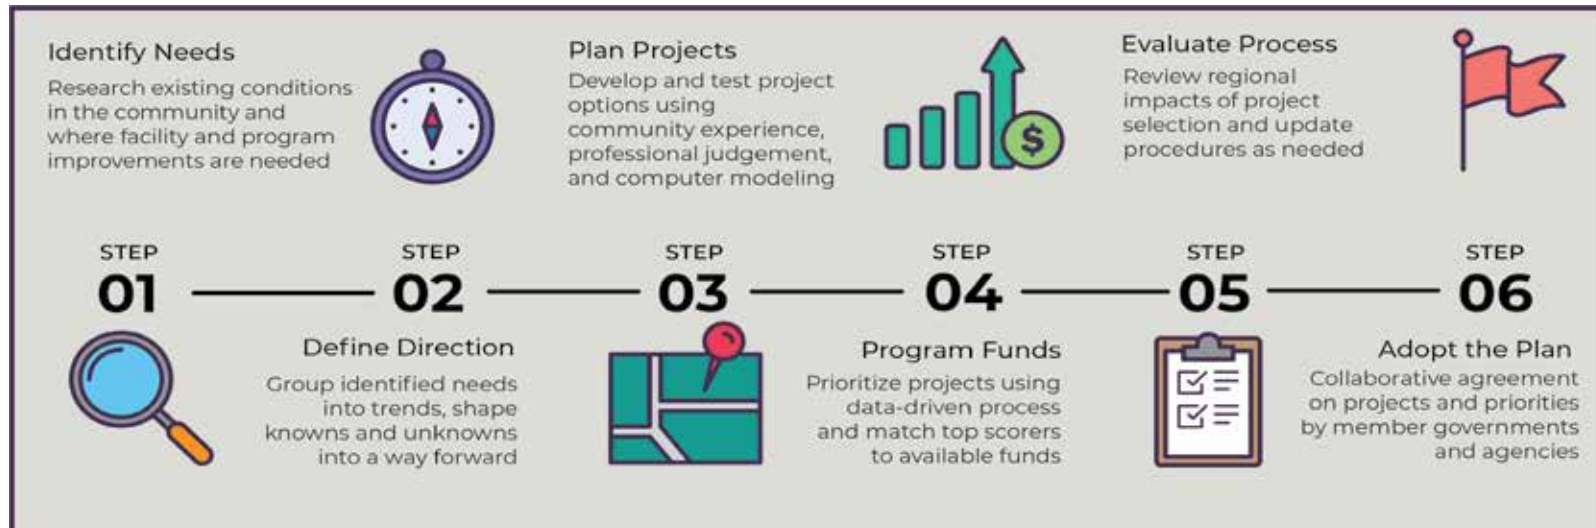 Identify Needs
Research existing conditions
in the community and
where facility and program
improvements are needed
Plan Projects
Develop and test project
options using
community experience,
professional judgement,
and computer modeling
$
Evaluate Process
Review regional
impacts of project
selection and update
procedures as needed
STEP
01
STEP
02
STEP
03
STEP
04
STEP
05
STEP
06
Define Direction
Group identified needs
into trends, shape
knowns and unknowns
into a way forward
Program Funds
Prioritize projects using
data-driven process
and match top scorers
to available funds
Adopt the Plan
Collaborative agreement
on projects and priorities
by member governments
and agencies